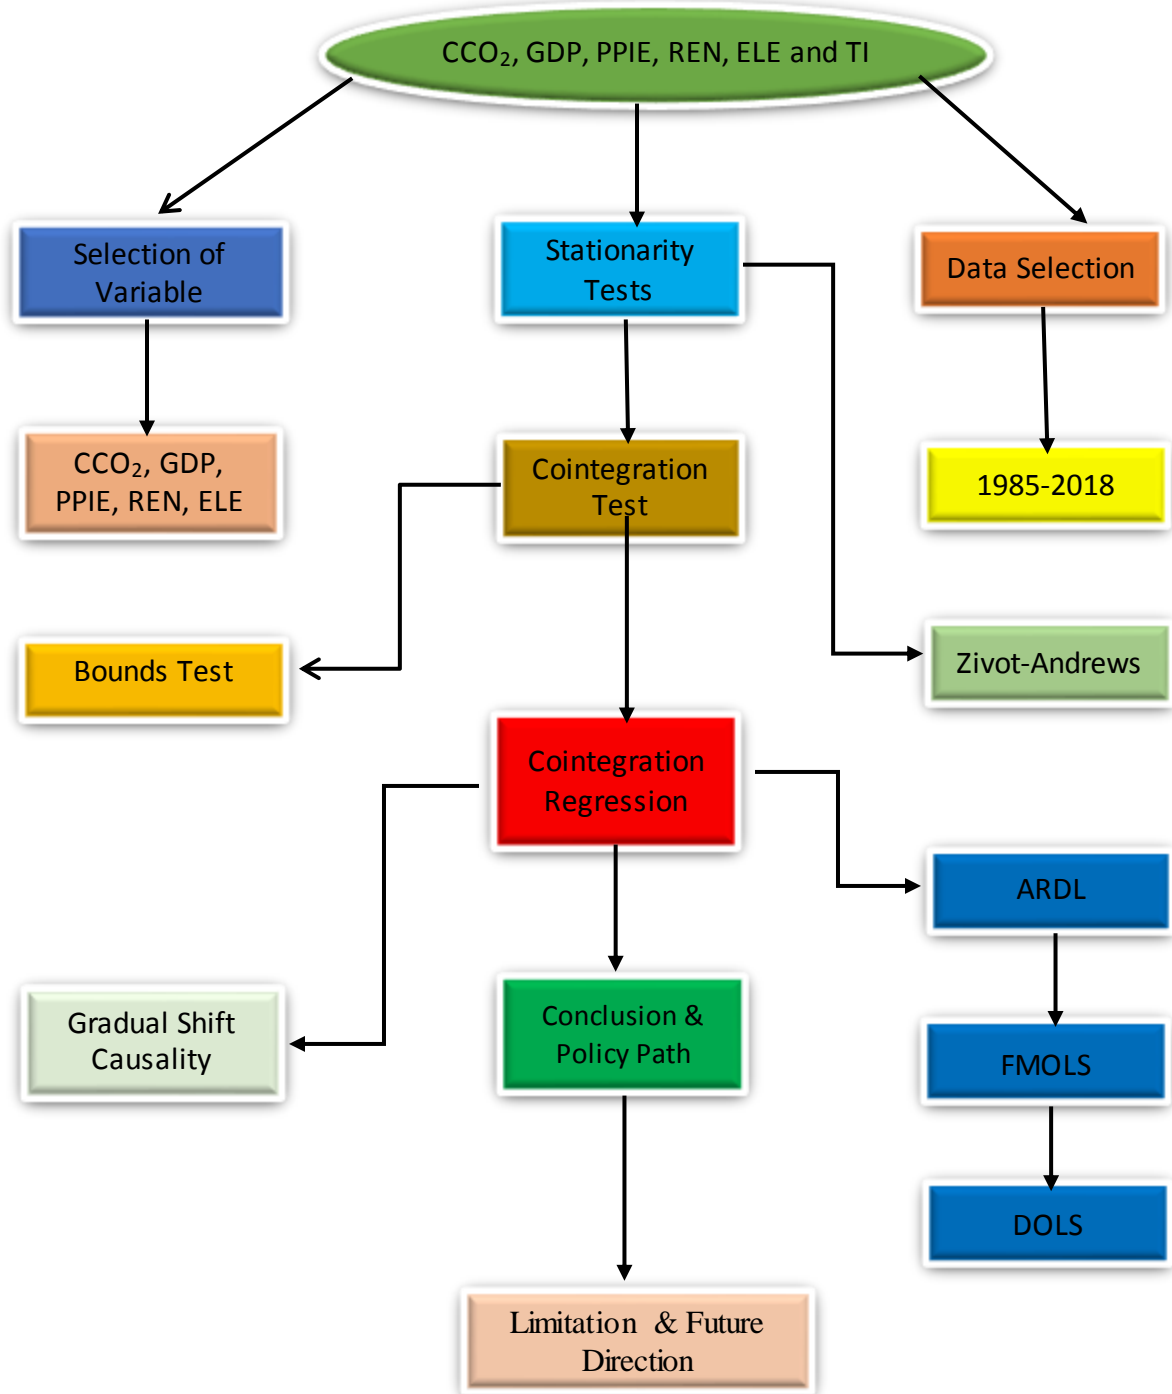 CCO₂, GDP, PPIE, REN, ELE and TI
Selection of
Variable
Stationarity
Tests
Data Selection
CCO₂, GDP,
PPIE, REN, ELE
Cointegration
Test
1985-2018
Bounds Test
Zivot-Andrews
Cointegration
Regression
ARDL
Gradual Shift
Causality
Conclusion &
Policy Path
FMOLS
DOLS
Limitation & Future
Direction